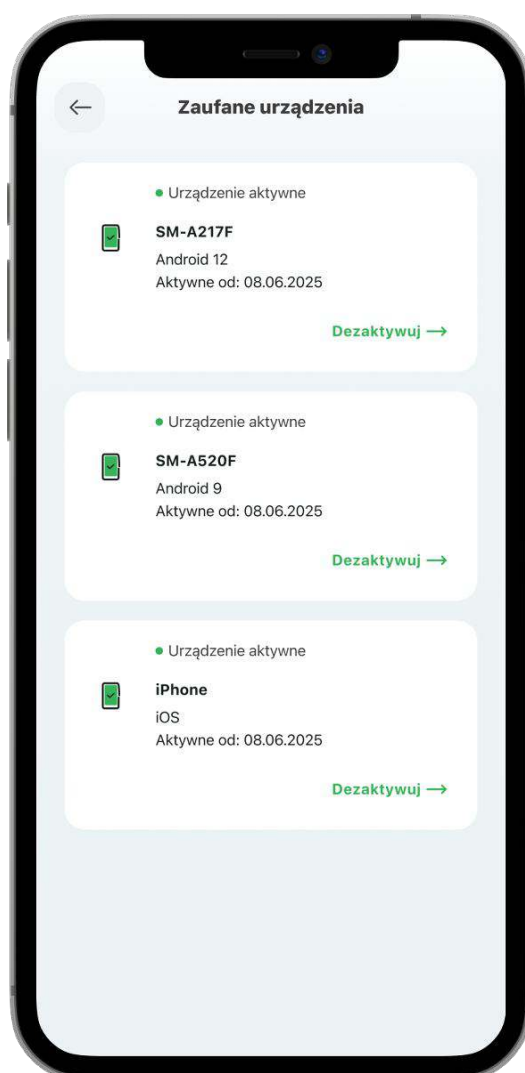 Zaufane urządzenia
Urządzenie aktywne
SM-A217F
Android 12
Aktywne od: 08.06.2025
Dezaktywuj
Urządzenie aktywne
SM-A520F
Android 9
Aktywne od: 08.06.2025
Dezaktywuj
Urządzenie aktywne
iPhone
iOS
Aktywne od: 08.06.2025
Dezaktywuj